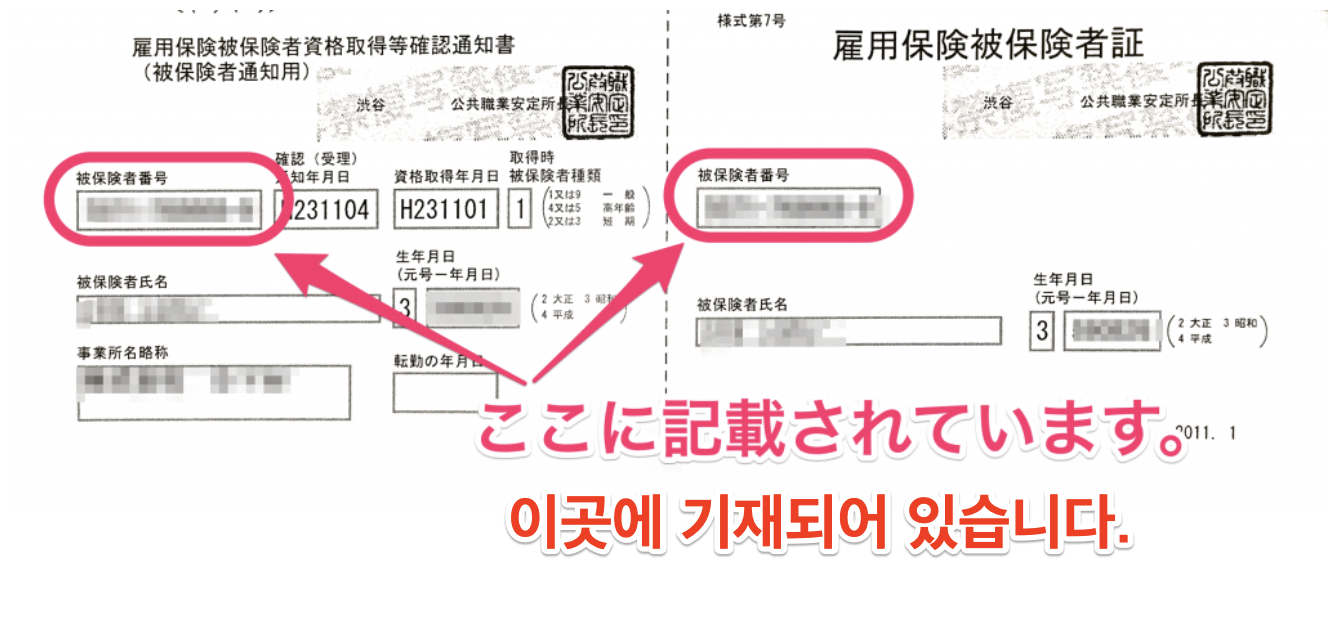 雇用保険被保険者資格取得等確認通知書
(被保険者通知用)
渋谷 公共職業安定所長
被保険者番号
確認(受理)
知年月日
231104
資格取得年月日
H231101
取得時
被保険者種類
1
(1又は9 一 般
4又は5 高年齢
2又は3 短 期)
被保険者氏名
生年月日
(元号ー年月日)
3
(2 大正 3 昭和
4 平成
事業所名略称
転勤の年月日
様式第7号
雇用保険被保険者証
渋谷 公共職業安定所長
被保険者番号
被保険者氏名
生年月日
(元号ー年月日)
3
(2 大正 3 昭和
4 平成)
ここに記載されています。
2011. 1
이곳에 기재되어 있습니다.